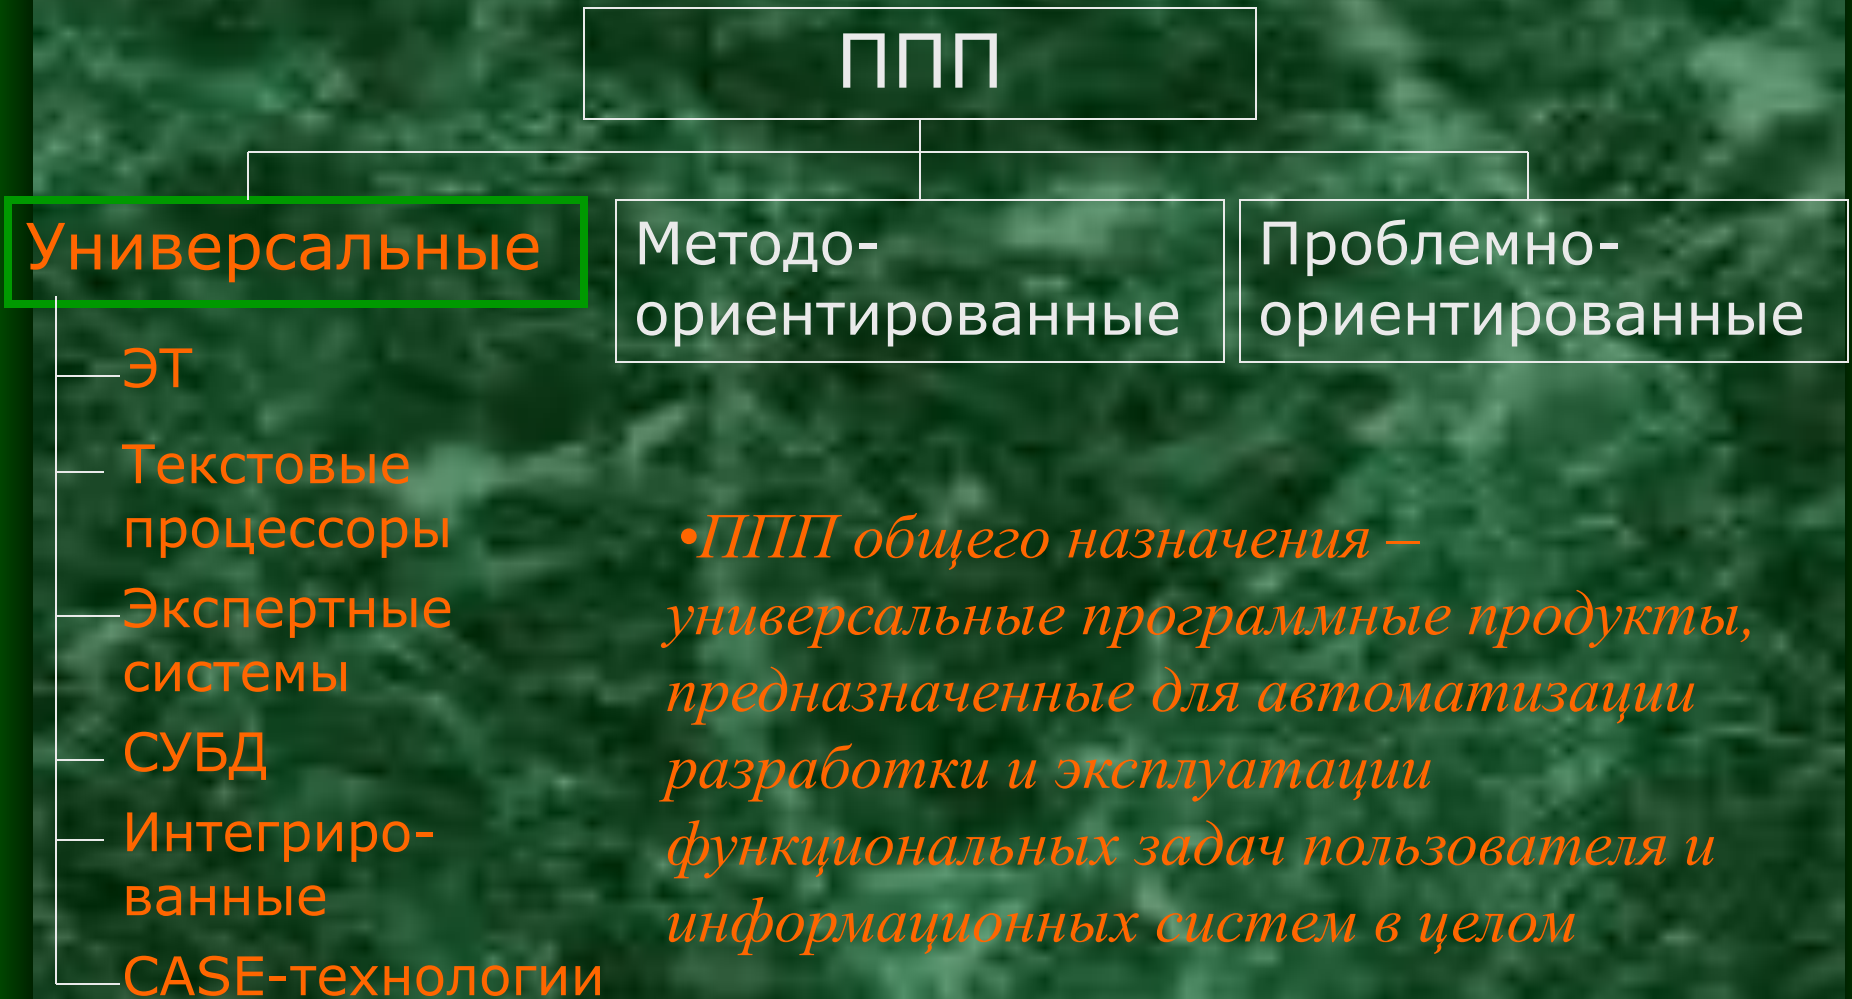 ППП
Универсальные
Методо-
ориентированные
Проблемно-
ориентированные
ЭТ
Текстовые
процессоры
Экспертные
системы
СУБД
Интегриро-
ванные
CASE-технологии
•ППП общего назначения –
универсальные программные продукты,
предназначенные для автоматизации
разработки и эксплуатации
функциональных задач пользователя и
информационных систем в целом